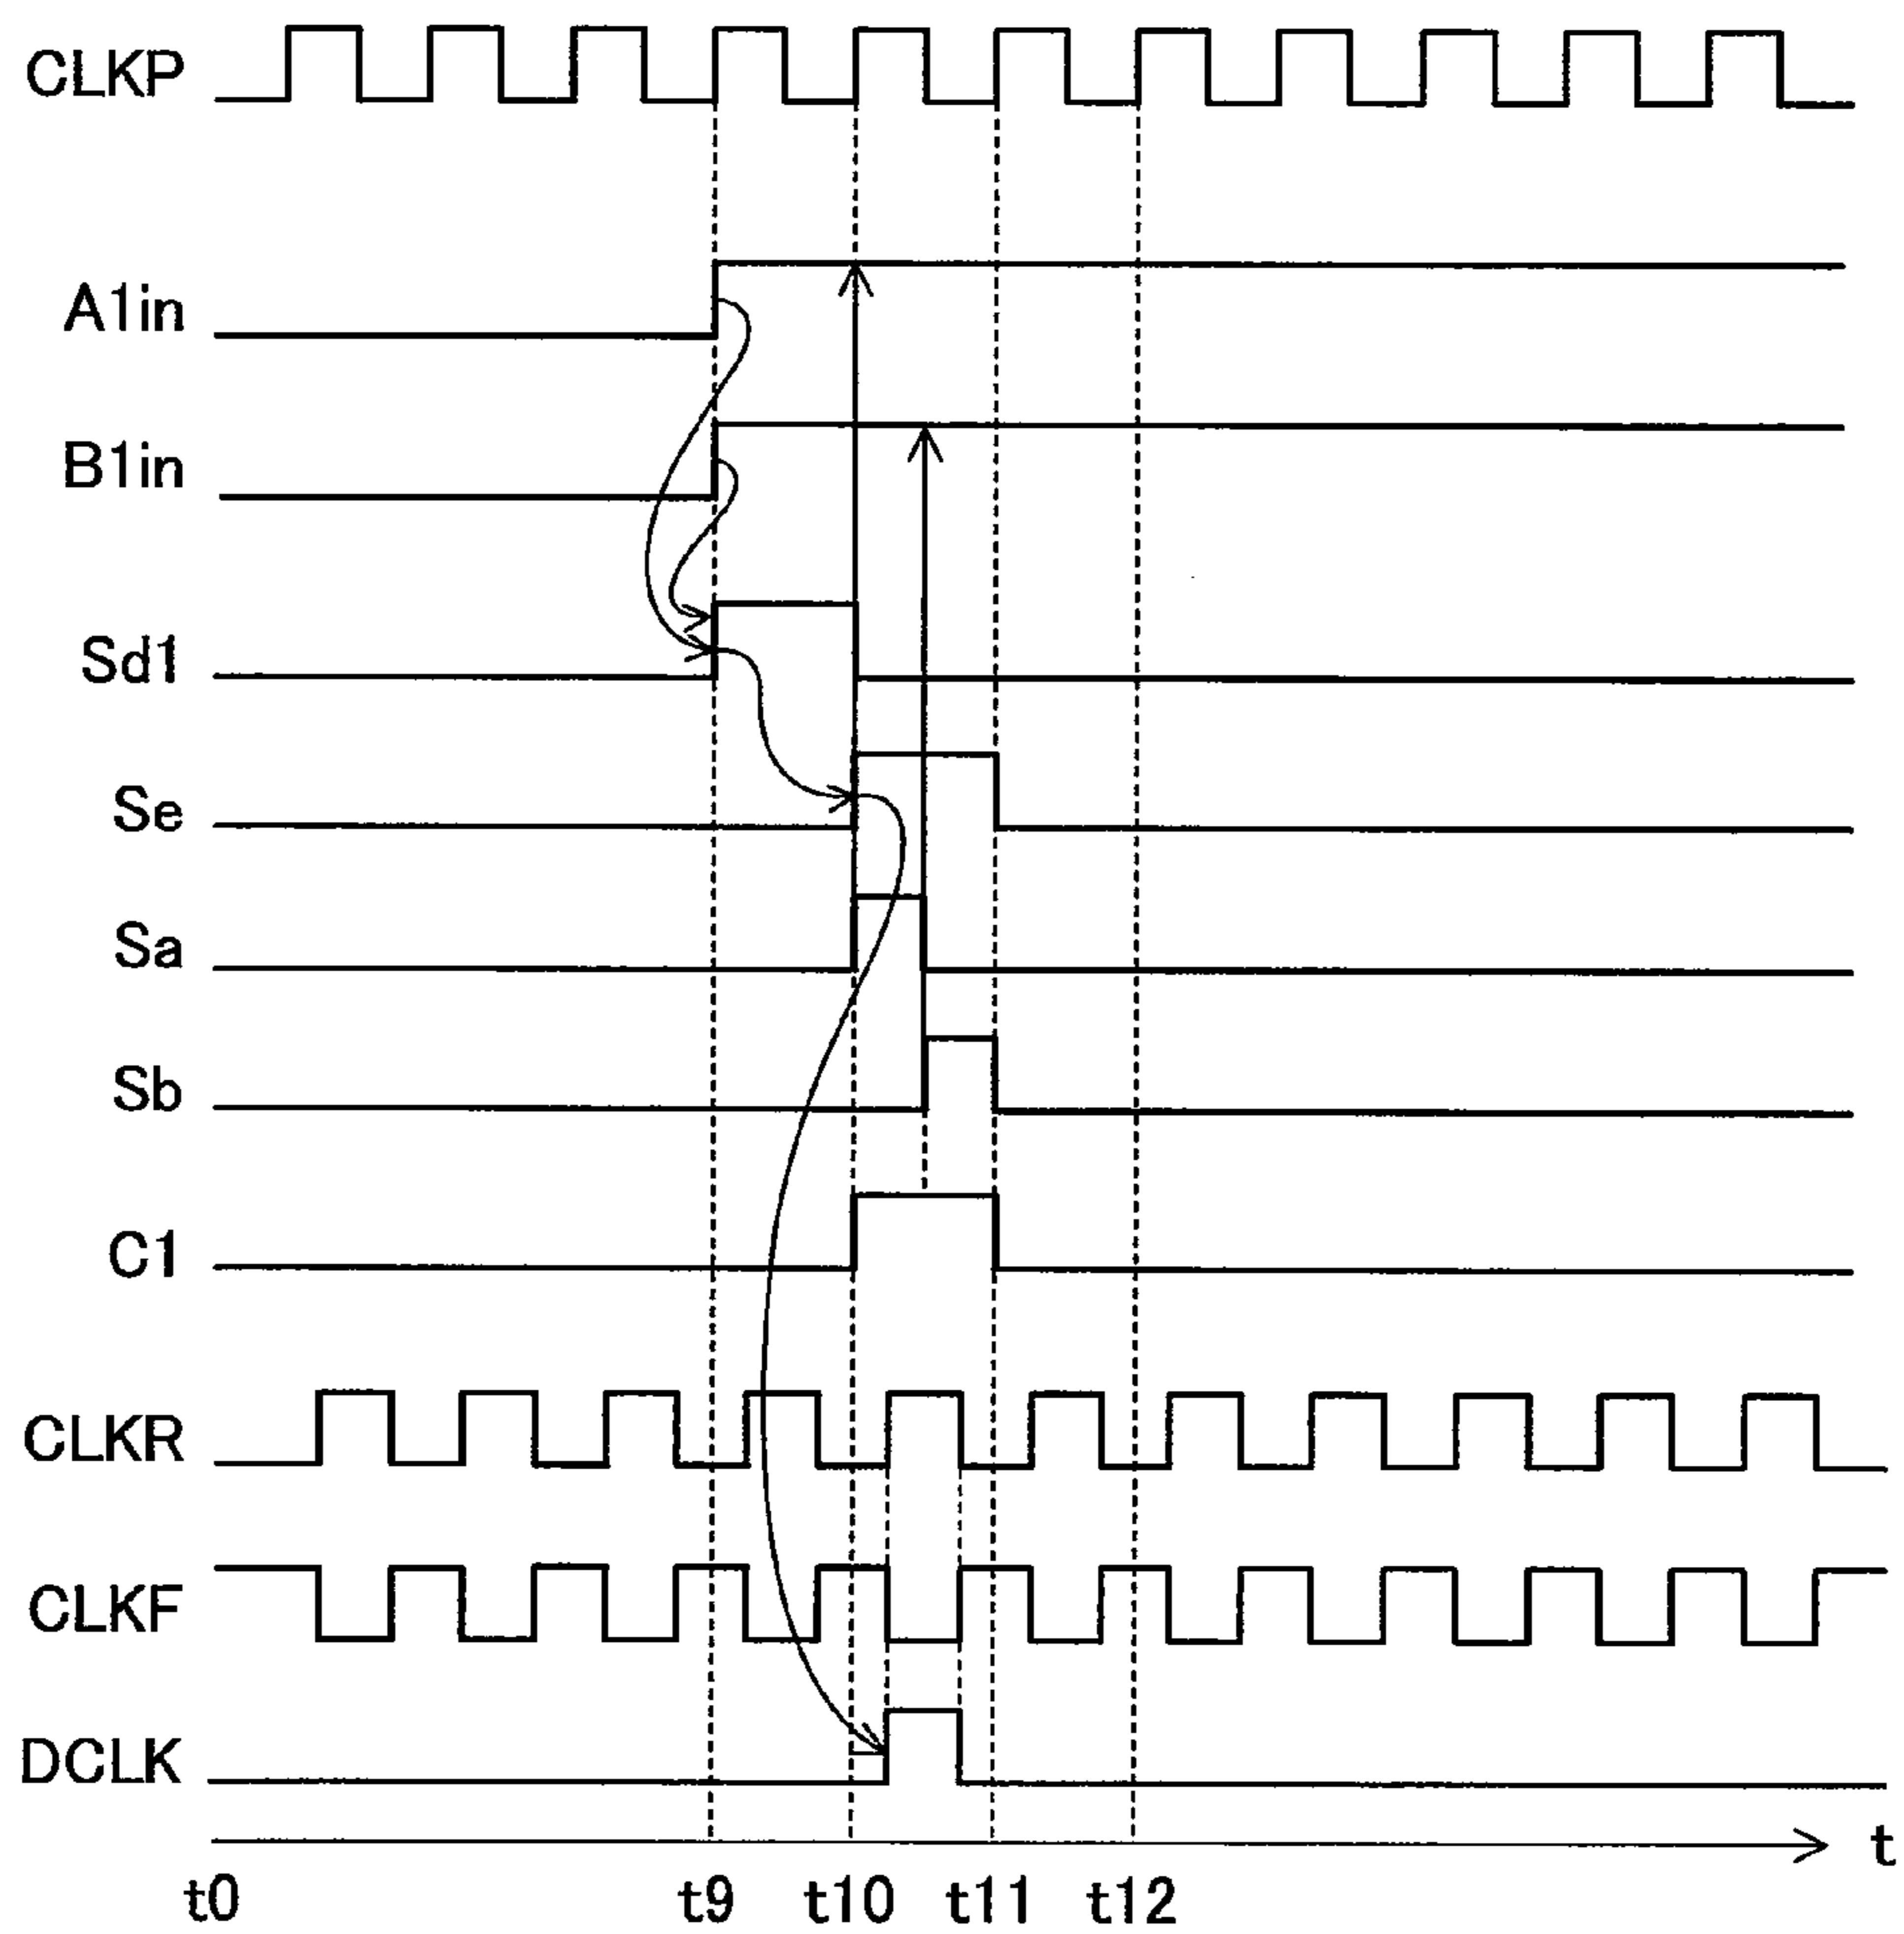 CLKP
A1in
B1in
Sd1
Se
Sa
Sb
C1
CLKR
CLKF
DCLK
t
t0 t9 t10 t11 t12